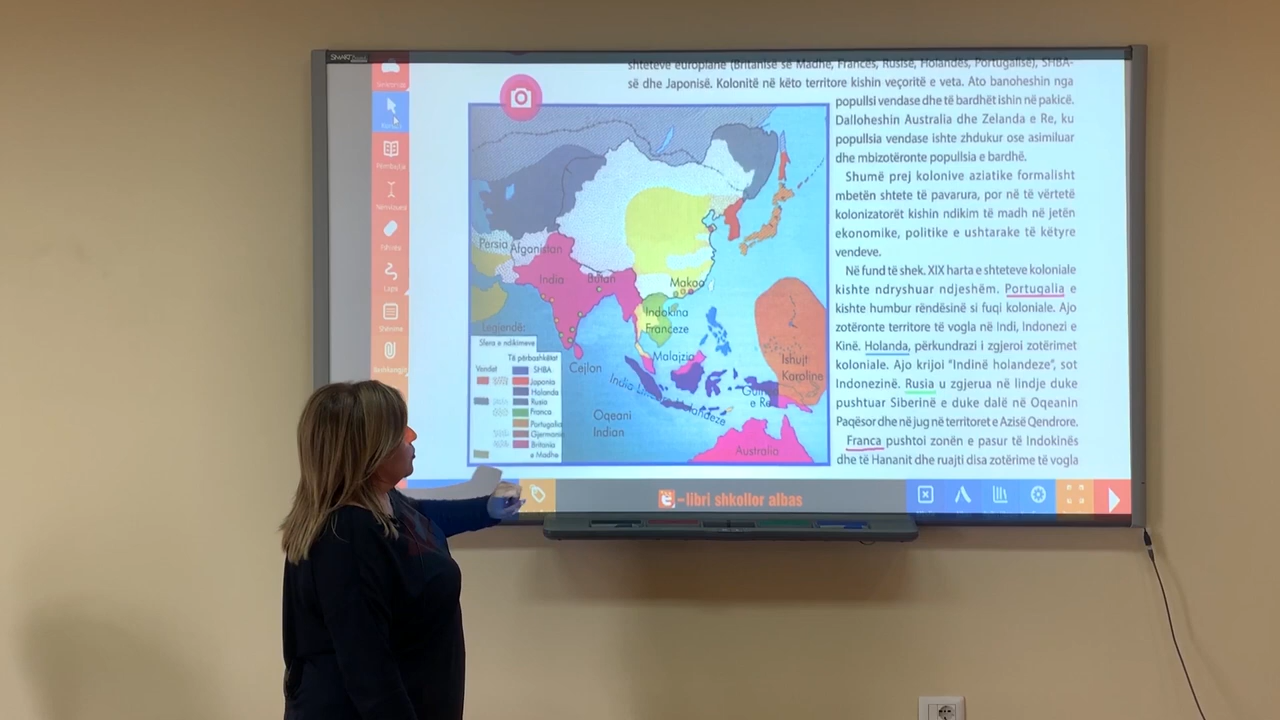 SMART
shteteve europiane (Britanisë së Madhe, Francës, Rusisë, Holandës, Portugalisë), SHBA-
së dhe Japonisë. Kolonitë në këto territore kishin veçoritë e veta. Ato banoheshin nga
popullsi vendase dhe të bardhët ishin në pakicë.
Dalloheshin Australia dhe Zelanda e Re, ku
popullsia vendase ishte zhdukur ose asimiluar
dhe mbizotëronte popullsia e bardhë.
Shumë prej kolonive aziatike formalisht
mbetën shtete të pavarura, por në të vërtetë
kolonizatorët kishin ndikim të madh në jetën
ekonomike, politike e ushtarake të këtyre
vendeve.
Në fund të shek. XIX harta e shteteve koloniale
kishte ndryshuar ndjeshëm. Portugalia e
kishte humbur rëndësinë si fuqi koloniale. Ajo
zotëronte territore të vogla në Indi, Indonezi e
Kinë. Holanda, përkundrazi i zgjeroi zotërimet
koloniale. Ajo krijoi "Indinë holandeze", sot
Indonezinë. Rusia u zgjerua në lindje duke
pushtuar Siberinë e duke dalë në Oqeanin
Paqësor dhe në jug në territoret e Azisë Qendrore.
Franca pushtoi zonën e pasur të Indokinës
dhe të Hananit dhe ruajti disa zotërime të vogla
Persia
Afganistan
India
Butan
Makao
Indokina
Franceze
Malajzia
Cejlon
Ishujt
Karoline
Guinea
e Re
Oqeani
Indian
Australia
Legjendë:
Sfera e ndikimeve
Të përbashkëtat
Vendet
SHBA
Japonia
Holanda
Rusia
Franca
Portugalia
Gjermania
Britania
e Madhe
Përmbajtja
Laps
Shënime
e-libri shkollor albas